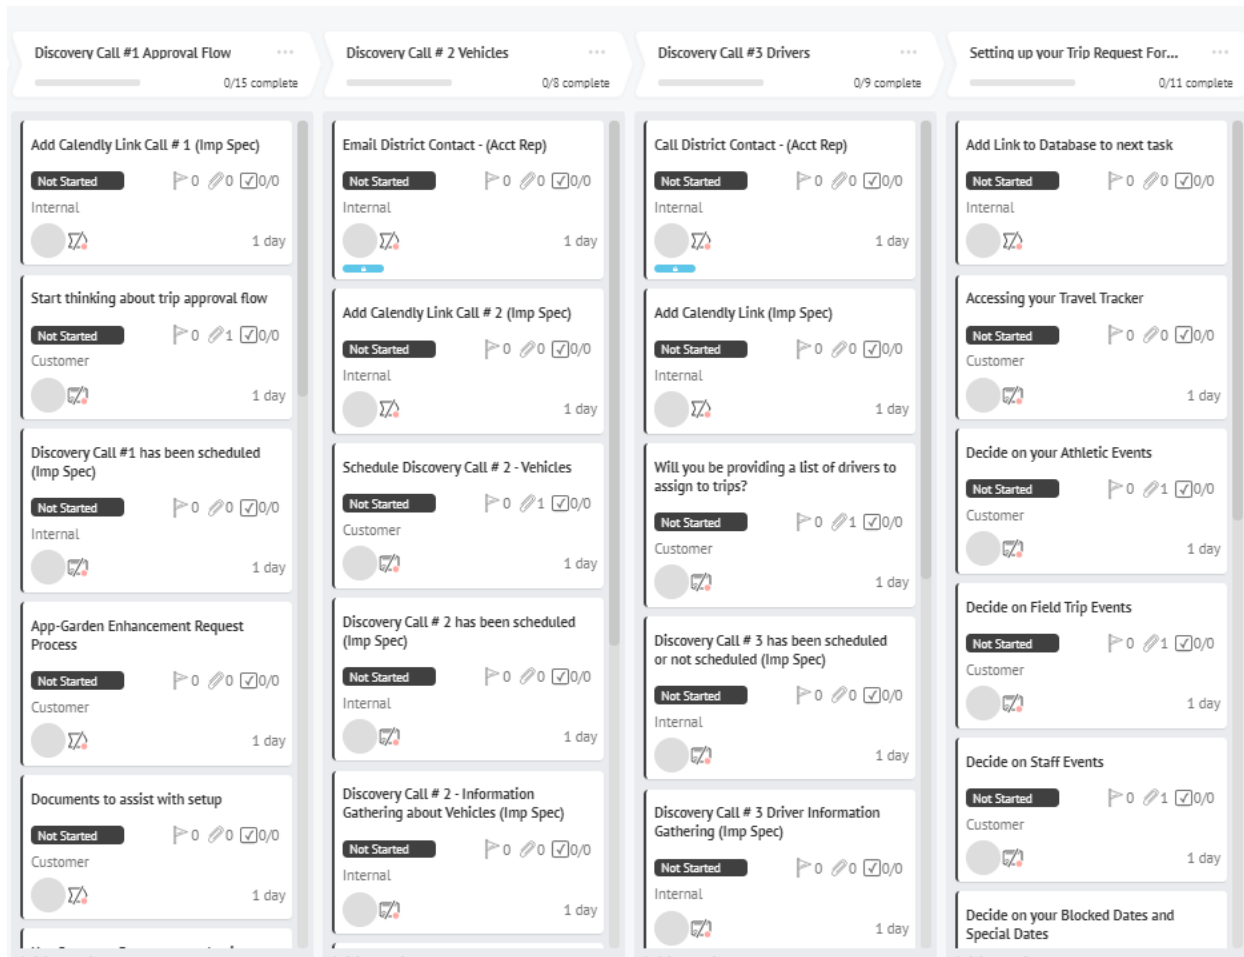 Discovery Call #1 Approval Flow
0/15 complete
Add Calendly Link Call # 1 (Imp Spec)
Not Started
0 0 0/0
Internal
1 day
Start thinking about trip approval flow
Not Started
0 1 0/0
Customer
1 day
Discovery Call #1 has been scheduled
(Imp Spec)
Not Started
0 0 0/0
Internal
1 day
App-Garden Enhancement Request
Process
Not Started
0 0 0/0
Customer
1 day
Documents to assist with setup
Not Started
0 0 0/0
Customer
1 day
Discovery Call # 2 Vehicles
0/8 complete
Email District Contact - (Acct Rep)
Not Started
0 0 0/0
Internal
1 day
Add Calendly Link Call # 2 (Imp Spec)
Not Started
0 0 0/0
Internal
1 day
Schedule Discovery Call # 2 - Vehicles
Not Started
0 1 0/0
Customer
1 day
Discovery Call # 2 has been scheduled
(Imp Spec)
Not Started
0 0 0/0
Internal
1 day
Discovery Call # 2 - Information
Gathering about Vehicles (Imp Spec)
Not Started
0 0 0/0
Internal
1 day
Discovery Call #3 Drivers
0/9 complete
Call District Contact - (Acct Rep)
Not Started
0 0 0/0
Internal
1 day
Add Calendly Link (Imp Spec)
Not Started
0 0 0/0
Internal
1 day
Will you be providing a list of drivers to
assign to trips?
Not Started
0 1 0/0
Customer
1 day
Discovery Call # 3 has been scheduled
or not scheduled (Imp Spec)
Not Started
0 0 0/0
Internal
1 day
Discovery Call # 3 Driver Information
Gathering (Imp Spec)
Not Started
0 0 0/0
Internal
1 day
Setting up your Trip Request For...
0/11 complete
Add Link to Database to next task
Not Started
0 0 0/0
Internal
Accessing your Travel Tracker
Not Started
0 0 0/0
Customer
1 day
Decide on your Athletic Events
Not Started
0 1 0/0
Customer
1 day
Decide on Field Trip Events
Not Started
0 1 0/0
Customer
1 day
Decide on Staff Events
Not Started
0 1 0/0
Customer
1 day
Decide on your Blocked Dates and
Special Dates